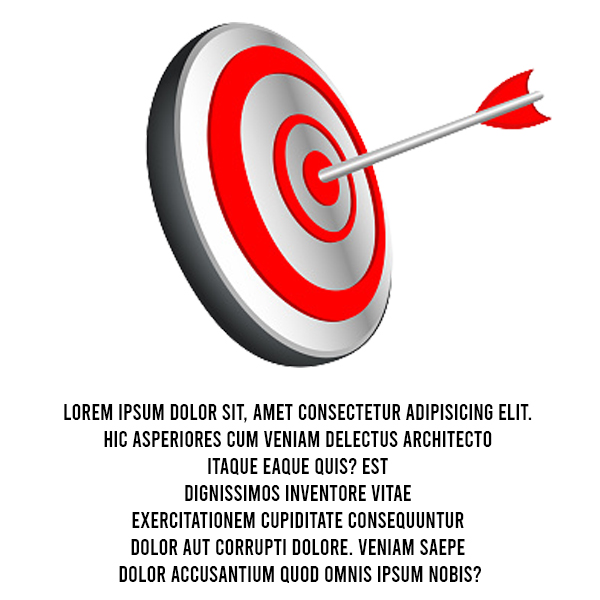 LOREM IPSUM DOLOR SIT, AMET CONSECTETUR ADIPISICING ELIT.
HIC ASPERIORES CUM VENIAM DELECTUS ARCHITECTO
ITAQUE EAQUE QUIS? EST
DIGNISSIMOS INVENTORE VITAE
EXERCITATIONEM CUPIDITATE CONSEQUUNTUR
DOLOR AUT CORRUPTI DOLORE. VENIAM SAEPE
DOLOR ACCUSANTIUM QUOD OMNIS IPSUM NOBIS?